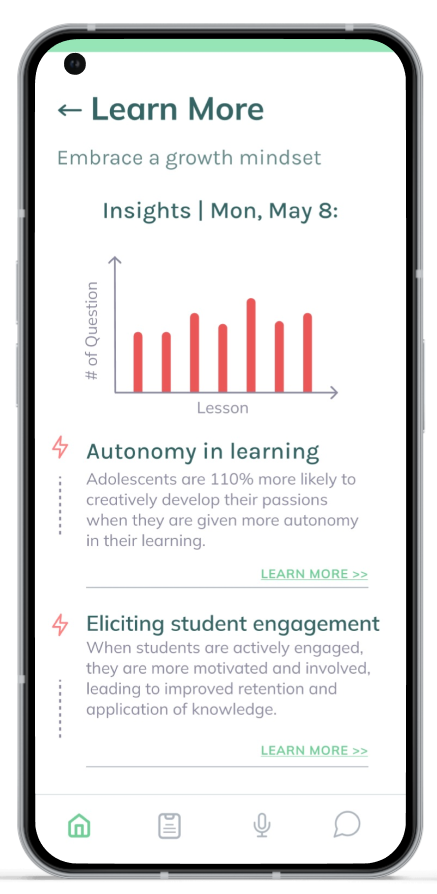 ← Learn More
Embrace a growth mindset
Insights | Mon, May 8:
# of Question
Lesson
Autonomy in learning
Adolescents are 110% more likely to
creatively develop their passions
when they are given more autonomy
in their learning.
LEARN MORE >>
Eliciting student engagement
When students are actively engaged,
they are more motivated and involved,
leading to improved retention and
application of knowledge.
LEARN MORE >>